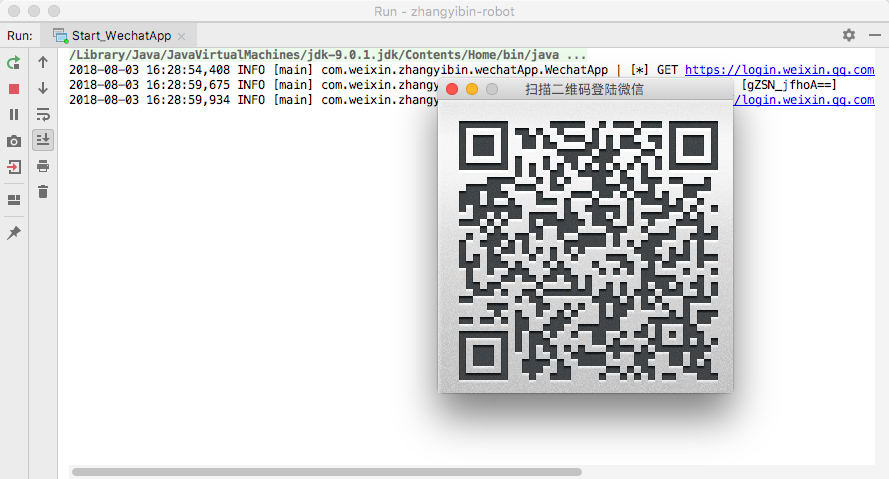 Run - zhangyibin-robot
Run: Start_WechatApp
/Library/Java/JavaVirtualMachines/jdk-9.0.1.jdk/Contents/Home/bin/java ...
2018-08-03 16:28:54,408 INFO [main] com.weixin.zhangyibin.wechatApp.WechatApp | [*] GET https://login.weixin.qq.com
2018-08-03 16:28:59,675 INFO [main] com.weixin.zhangy [gZSN_jfhoA==]
2018-08-03 16:28:59,934 INFO [main] com.weixin.zhangy /login.weixin.qq.com
扫描二维码登陆微信